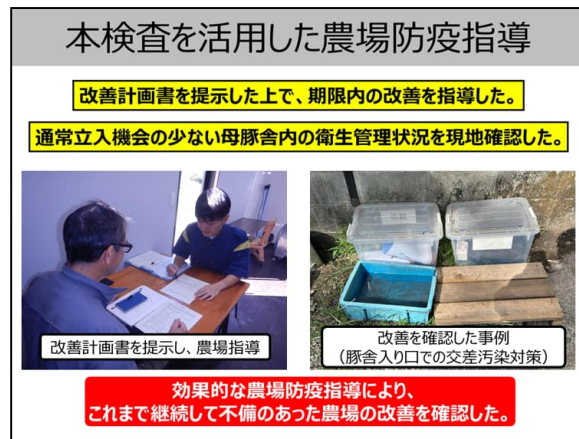 本検査を活用した農場防疫指導
改善計画書を提示した上で、期限内の改善を指導した。
通常立入機会の少ない母豚舎内の衛生管理状況を現地確認した。
改善計画書を提示し、農場指導
改善を確認した事例
（豚舎入り口での交差汚染対策）
効果的な農場防疫指導により、
これまで継続して不備のあった農場の改善を確認した。